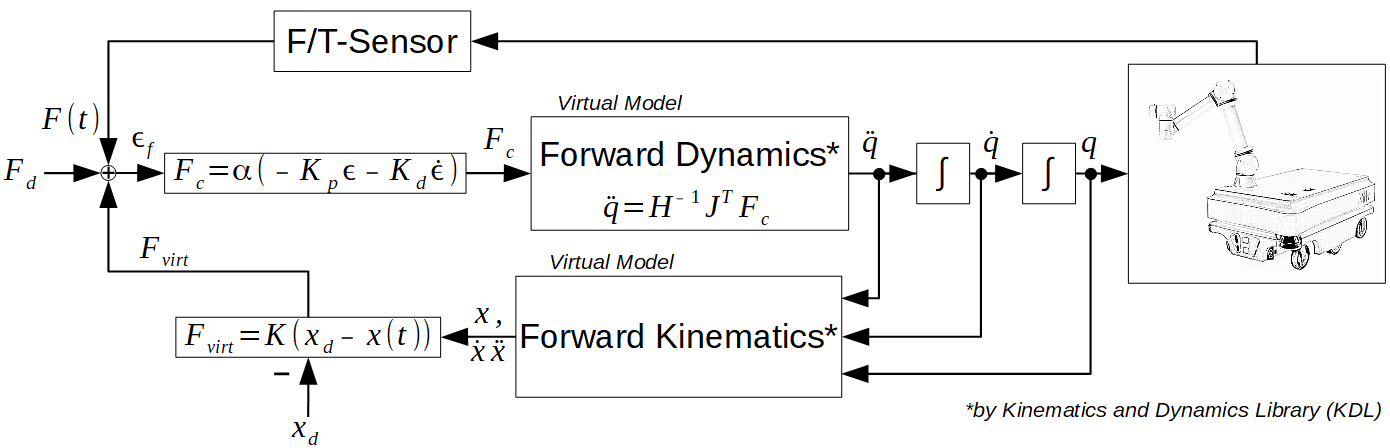 F/T-Sensor
F(t)
ϵ_f
F_d
F_c=α(- K_p ϵ - K_d ϵ̇)
F_c
Virtual Model
Forward Dynamics*
q̈=H^{-1} J^T F_c
q̈
∫
q̇
∫
q
F_virt
Virtual Model
Forward Kinematics*
x ,
ẋ ẍ
F_virt=K(x_d- x(t))
−
x_d
*by Kinematics and Dynamics Library (KDL)